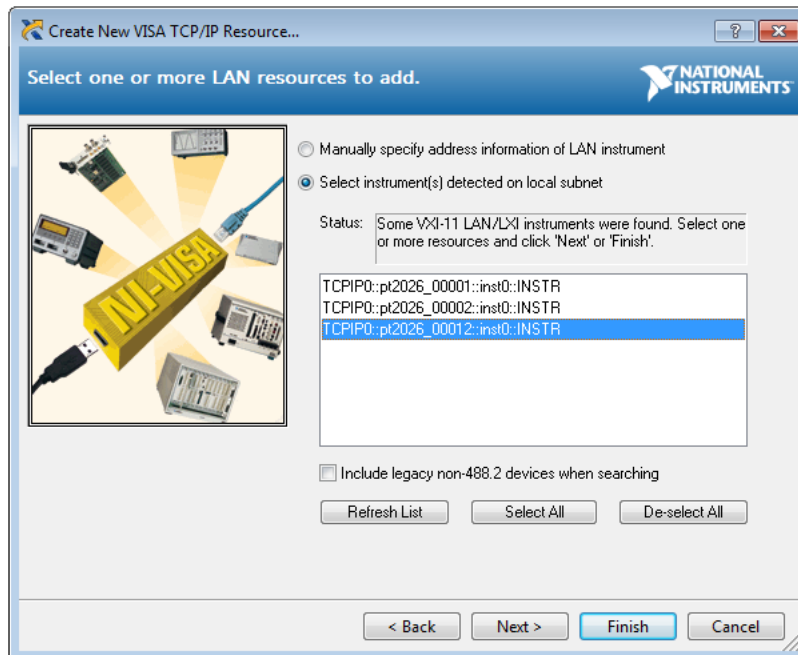 Create New VISA TCP/IP Resource...
?
Select one or more LAN resources to add.
NATIONAL
INSTRUMENTS
NI-VISA
Manually specify address information of LAN instrument
Select instrument(s) detected on local subnet
Status:
Some VXI-11 LAN/LXI instruments were found. Select one
or more resources and click 'Next' or 'Finish'.
TCPIP0::pt2026_00001::inst0::INSTR
TCPIP0::pt2026_00002::inst0::INSTR
TCPIP0::pt2026_00012::inst0::INSTR
Include legacy non-488.2 devices when searching
Refresh List
Select All
De-select All
< Back
Next >
Finish
Cancel